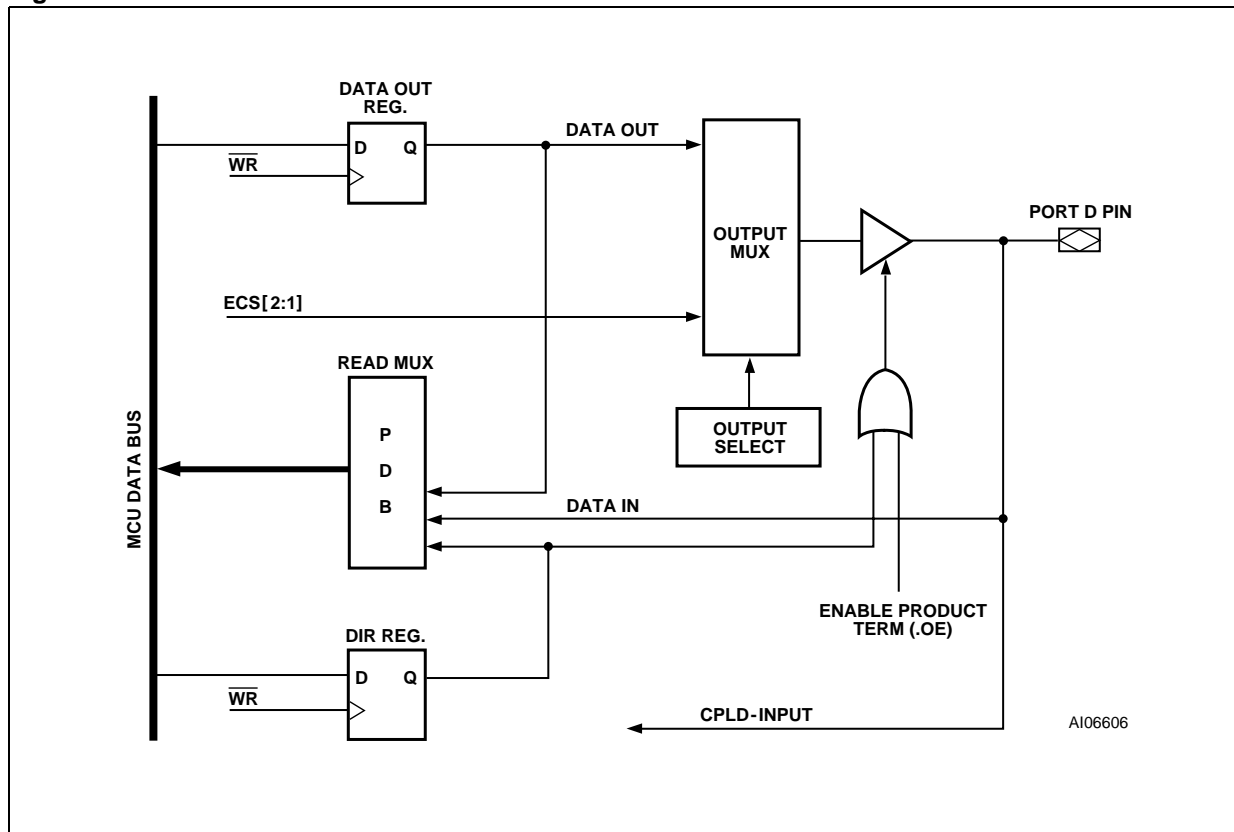 DATA OUT
REG.
D Q
WR
DATA OUT
ECS[2:1]
OUTPUT
MUX
PORT D PIN
READ MUX
P
D
B
OUTPUT
SELECT
MCU DATA BUS
DATA IN
ENABLE PRODUCT
TERM (.OE)
DIR REG.
D Q
WR
CPLD-INPUT
AI06606